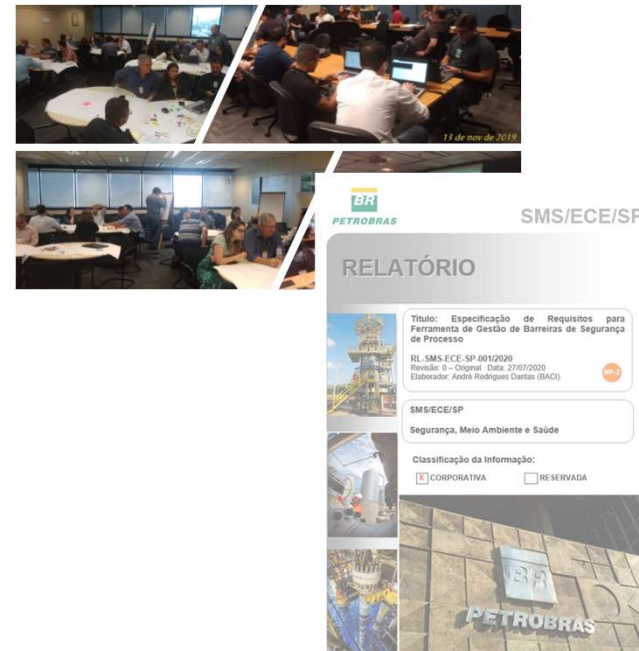 13 de nov de 2019
BR
PETROBRAS
SMS/ECE/SP
RELATÓRIO
Título: Especificação de Requisitos para
Ferramenta de Gestão de Barreiras de Segurança
de Processo
RL-SMS-ECE-SP-001/2020
Revisão: 0 – Original Data: 27/07/2020
Elaborador: André Rodrigues Dantas (BACI)
NP-2
SMS/ECE/SP
Segurança, Meio Ambiente e Saúde
Classificação da Informação:
X CORPORATIVA RESERVADA
BR
PETROBRAS